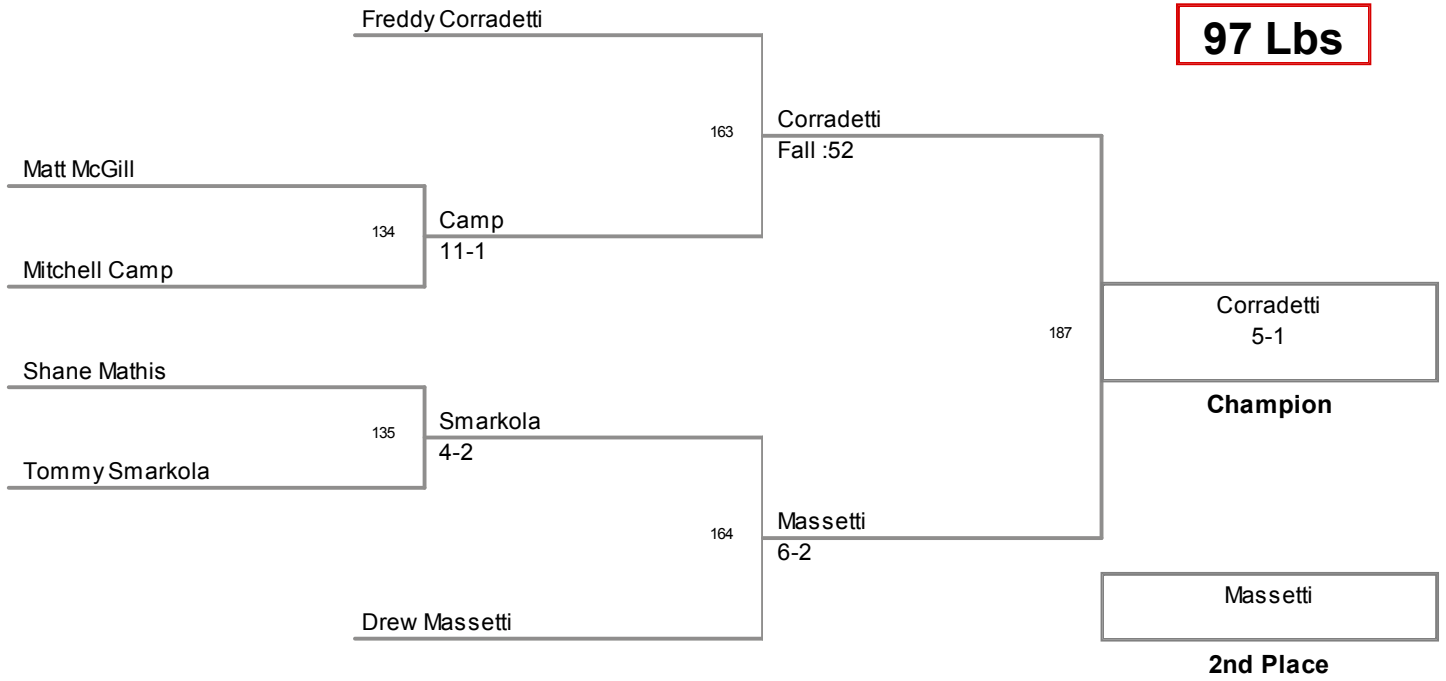 Freddy Corradetti
97 Lbs
163
Corradetti
Fall :52
Matt McGill
134
Camp
11-1
Mitchell Camp
187
Corradetti
5-1
Champion
Shane Mathis
135
Smarkola
4-2
Tommy Smarkola
164
Massetti
6-2
Drew Massetti
Massetti
2nd Place